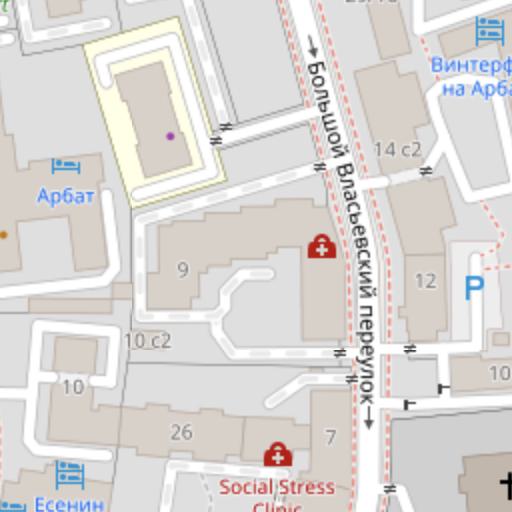 Винтерф
на Арба
Большой Власьевский переулок
14 с2
Арбат
9
12
P
10 с2
10
10
26
7
Social Stress
Clinic
Есенин